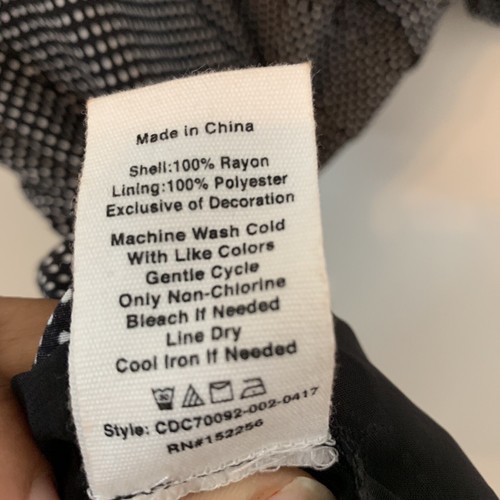 Made in China
Shell:100% Rayon
Lining:100% Polyester
Exclusive of Decoration
Machine Wash Cold
With Like Colors
Gentle Cycle
Only Non-Chlorine
Bleach If Needed
Line Dry
Cool Iron If Needed
30
Style: CDC70092-002-0417
RN#152256